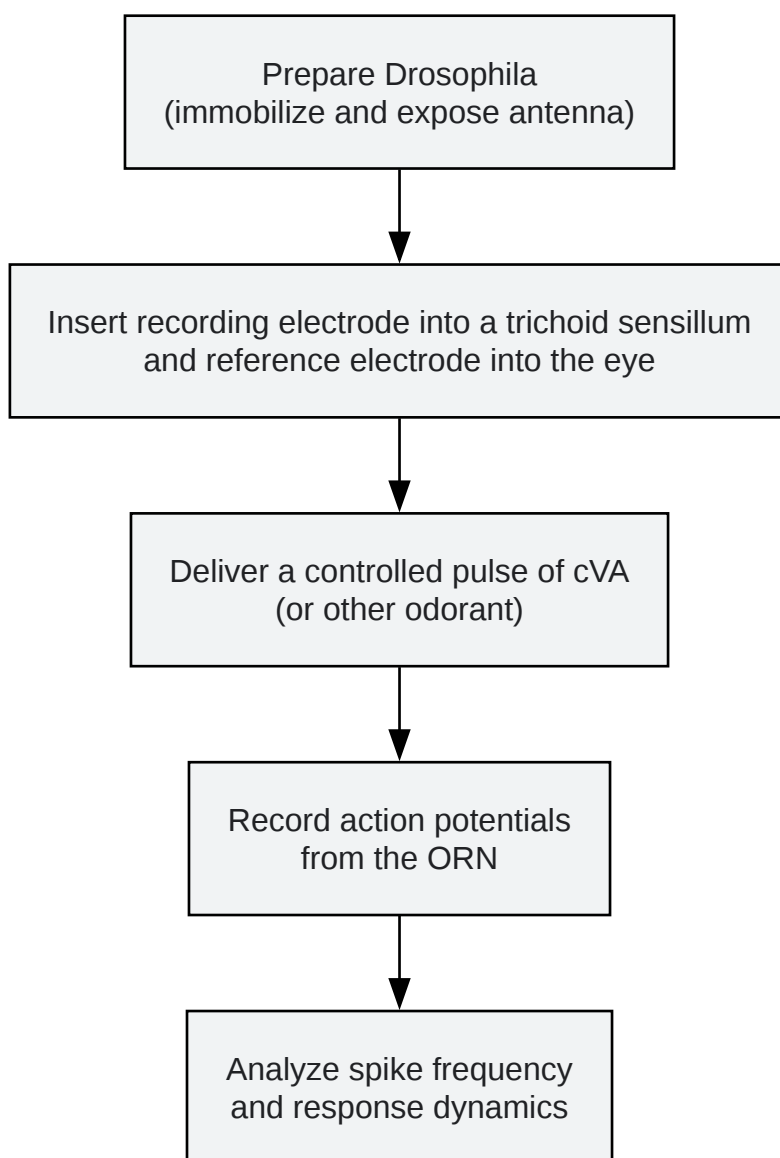 Prepare Drosophila
(immobilize and expose antenna)
Insert recording electrode into a trichoid sensillum
and reference electrode into the eye
Deliver a controlled pulse of cVA
(or other odorant)
Record action potentials
from the ORN
Analyze spike frequency
and response dynamics